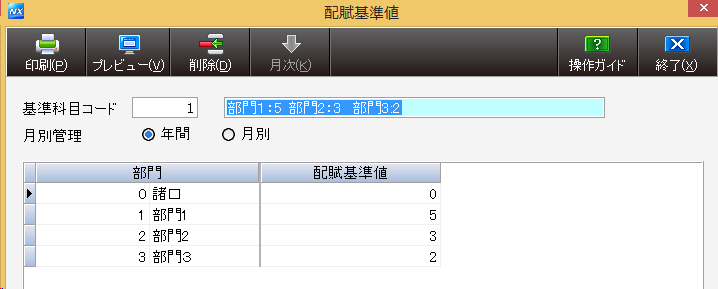 NX 配賦基準値
印刷(P) プレビュー(V) 削除(D) 月次(K) 操作ガイド 終了(X)
基準科目コード 1 部門1:5 部門2:3 部門3:2
月別管理 年間 月別
部門 配賦基準値
0 諸口 0
1 部門1 5
2 部門2 3
3 部門3 2